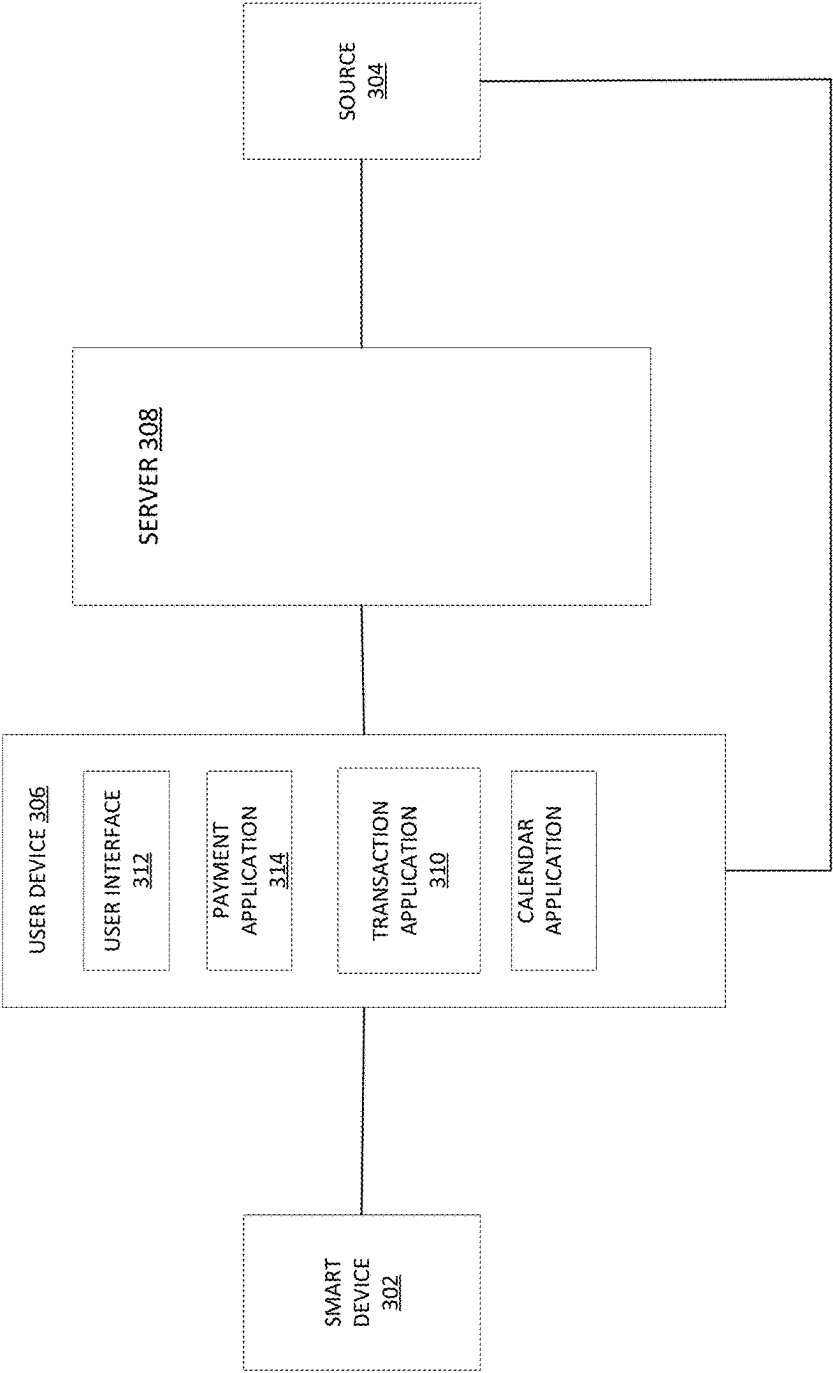 SMART
DEVICE
302
USER DEVICE 306
USER INTERFACE
312
PAYMENT
APPLICATION
314
TRANSACTION
APPLICATION
310
CALENDAR
APPLICATION
SERVER 308
SOURCE
304